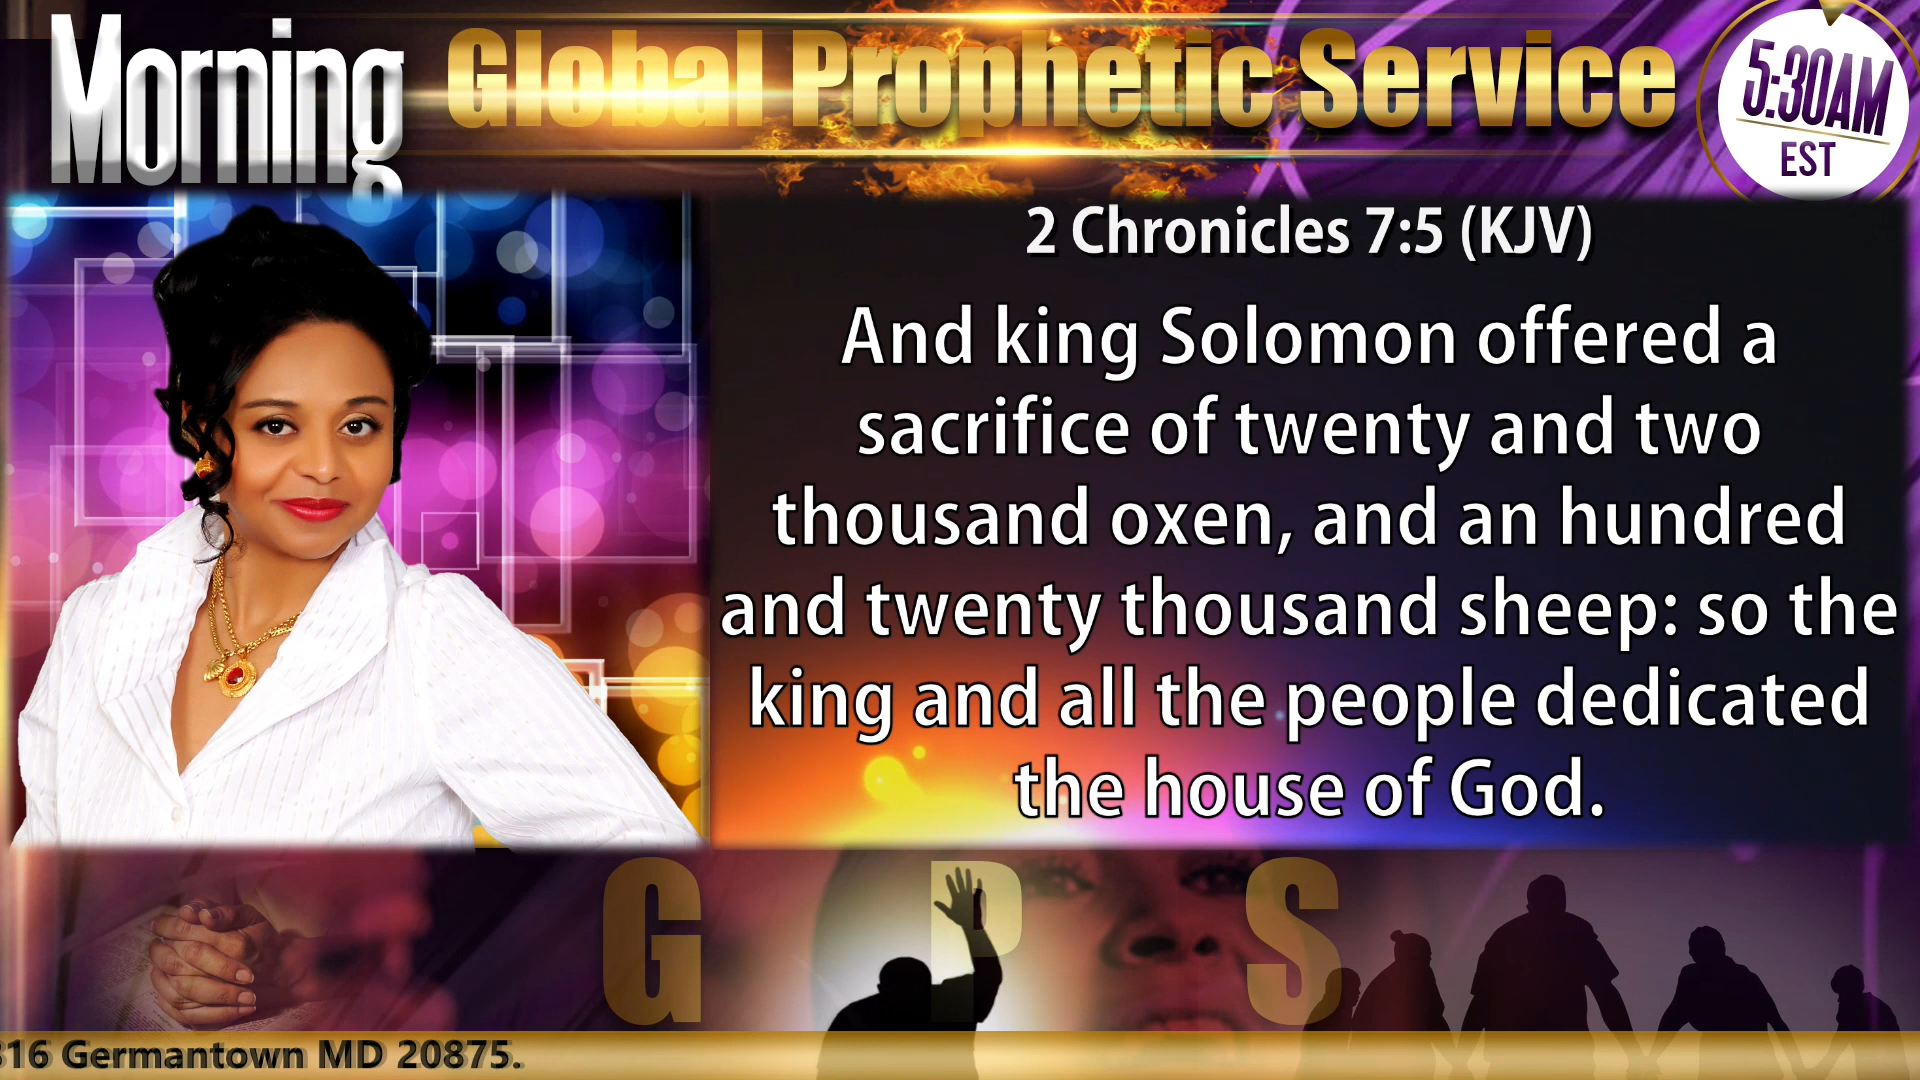 Morning Global Prophetic Service
5:30AM
EST
2 Chronicles 7:5 (KJV)
And king Solomon offered a
sacrifice of twenty and two
thousand oxen, and an hundred
and twenty thousand sheep: so the
king and all the people dedicated
the house of God.
G P S
316 Germantown MD 20875.